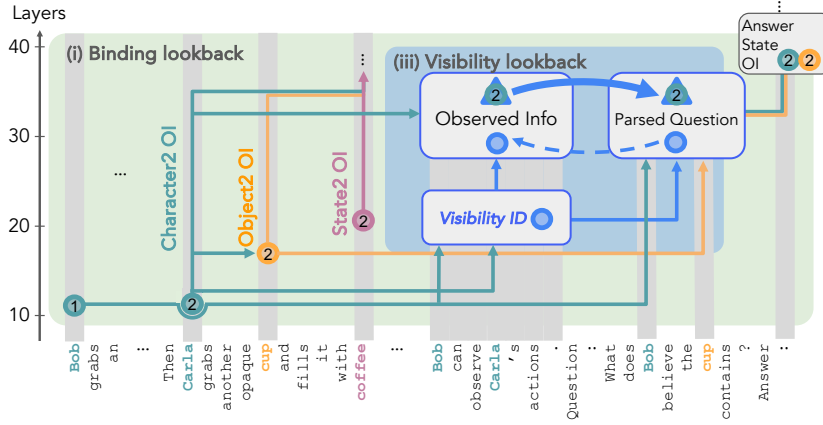 Layers
40
30
20
10
(i) Binding lookback
(iii) Visibility lookback
...
...
...
Answer
State
OI
2
2
2
2
Observed Info
Parsed Question
Visibility ID
Character2 OI
Object2 OI
State2 OI
2
2
1
2
Bob
grabs
an
...
Then
Carla
grabs
another
opaque
cup
and
fills
it
with
coffee
...
Bob
can
observe
Carla
's
actions
.
Question
:
What
does
Bob
believe
the
cup
contains
?
Answer
: